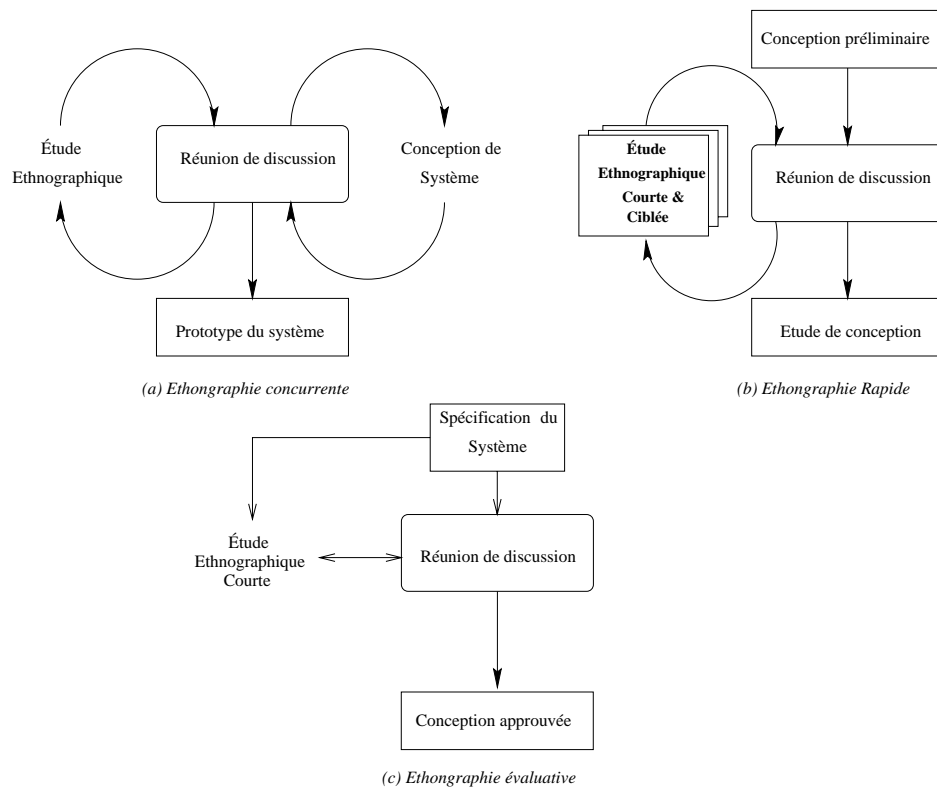 Étude
Ethnographique
Réunion de discussion
Conception de
Système
Prototype du système
(a) Ethongraphie concurrente
Conception préliminaire
Étude
Ethnographique
Courte &
Ciblée
Réunion de discussion
Etude de conception
(b) Ethongraphie Rapide
Spécification du
Système
Étude
Ethnographique
Courte
Réunion de discussion
Conception approuvée
(c) Ethongraphie évaluative